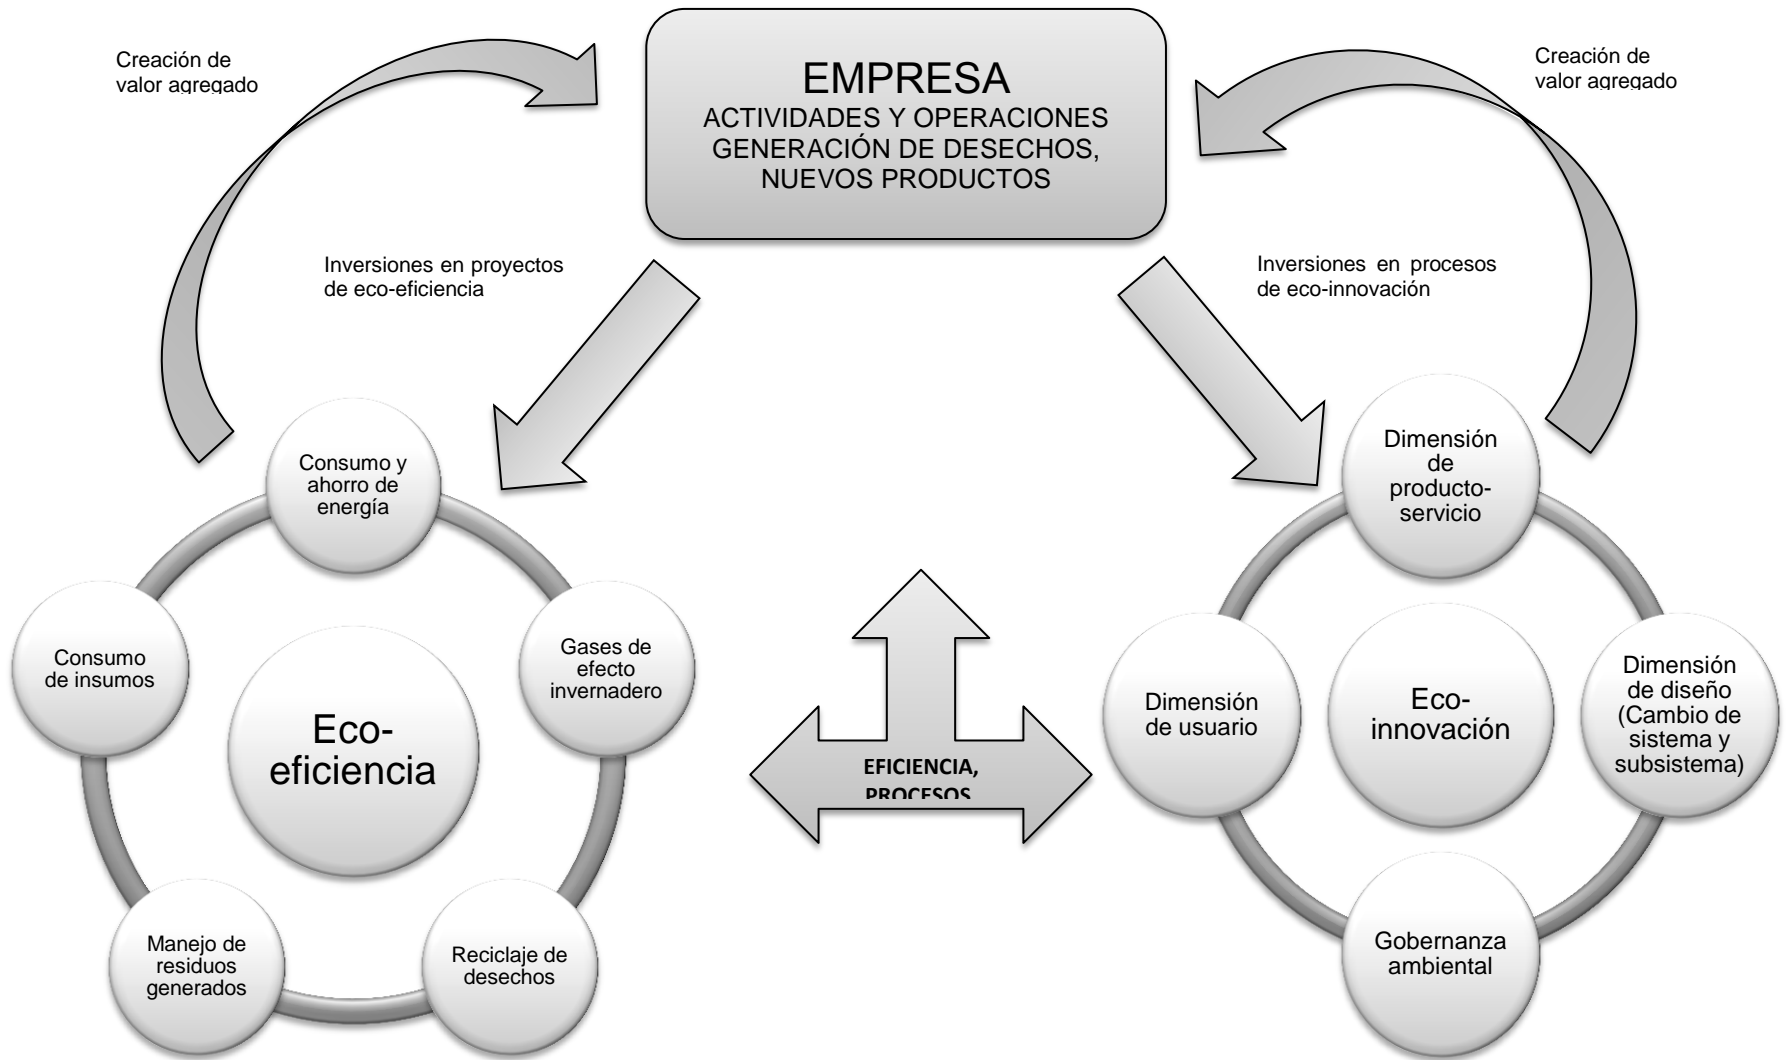 Creación de
valor agregado
EMPRESA
ACTIVIDADES Y OPERACIONES
GENERACIÓN DE DESECHOS,
NUEVOS PRODUCTOS
Creación de
valor agregado
Inversiones en proyectos
de eco-eficiencia
Inversiones en procesos
de eco-innovación
Consumo y
ahorro de
energía
Consumo
de insumos
Gases de
efecto
invernadero
Eco-
eficiencia
Manejo de
residuos
generados
Reciclaje de
desechos
EFICIENCIA,
PROCESOS
Dimensión
de
producto-
servicio
Dimensión
de usuario
Eco-
innovación
Dimensión
de diseño
(Cambio de
sistema y
subsistema)
Gobernanza
ambiental